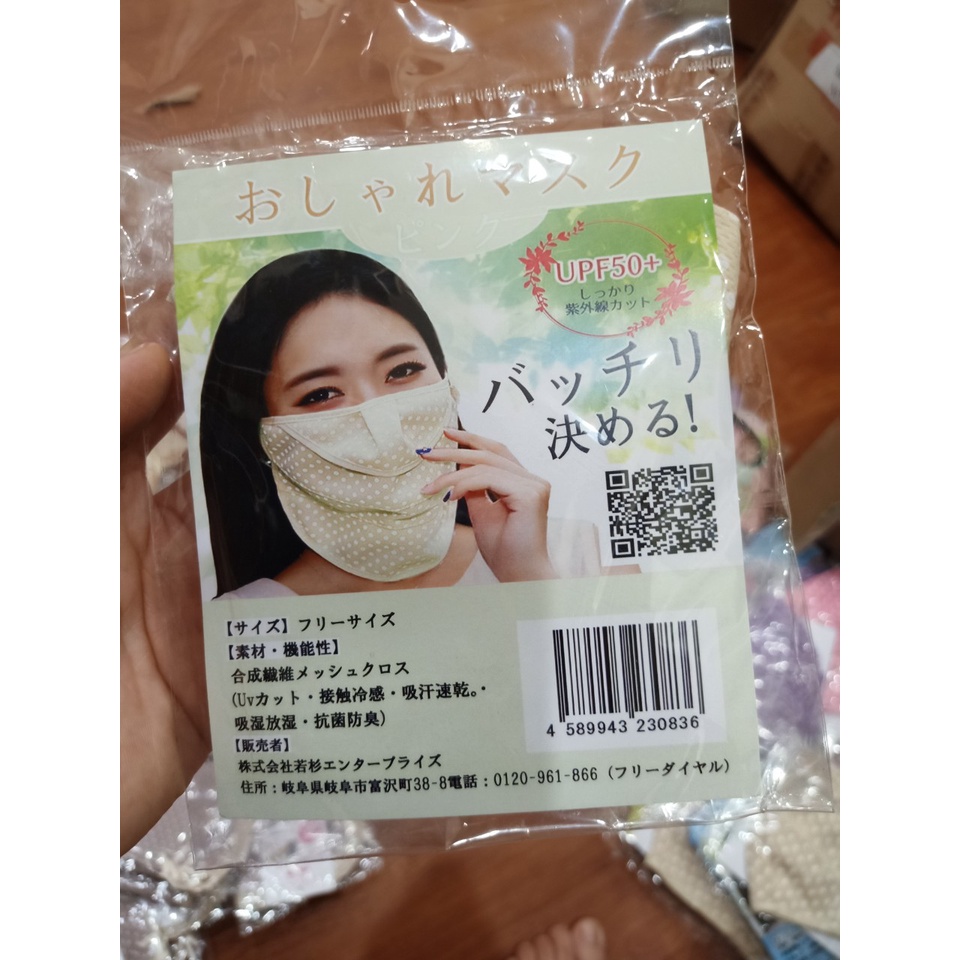 おしゃれマスク
ピンク
UPF50+
しっかり
紫外線カット
バッチリ
決める!
【サイズ】フリーサイズ
【素材・機能性】
合成繊維メッシュクロス
(Uvカット・接触冷感・吸汗速乾。・
吸湿放湿・抗菌防臭)
【販売者】
株式会社若杉エンタープライズ
住所：岐阜県岐阜市富沢町38-8電話：0120-961-866（フリーダイヤル）
4 589943 230836